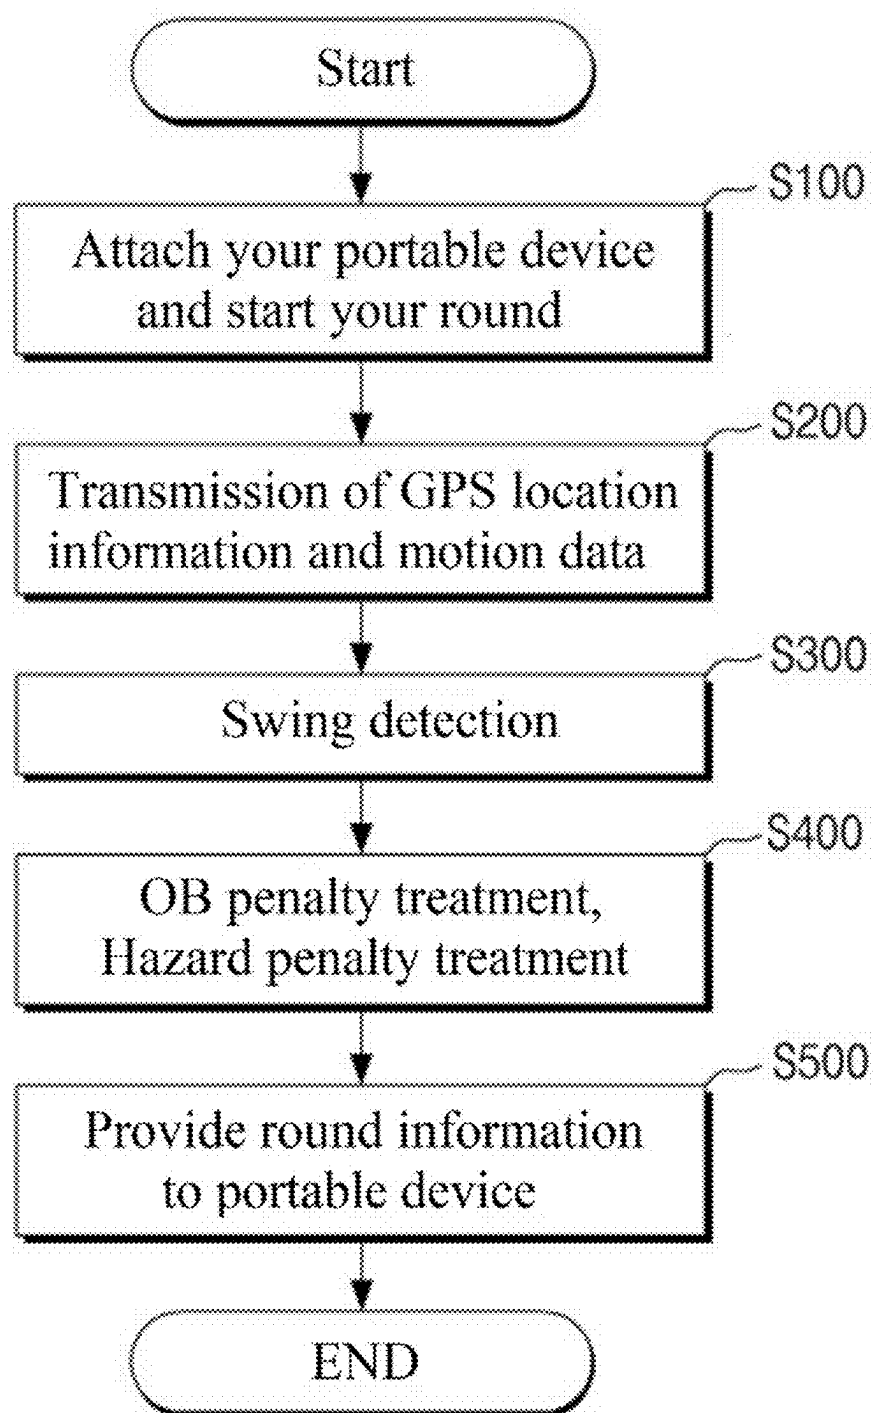 Start
S100
Attach your portable device
and start your round
S200
Transmission of GPS location
information and motion data
S300
Swing detection
S400
OB penalty treatment,
Hazard penalty treatment
S500
Provide round information
to portable device
END